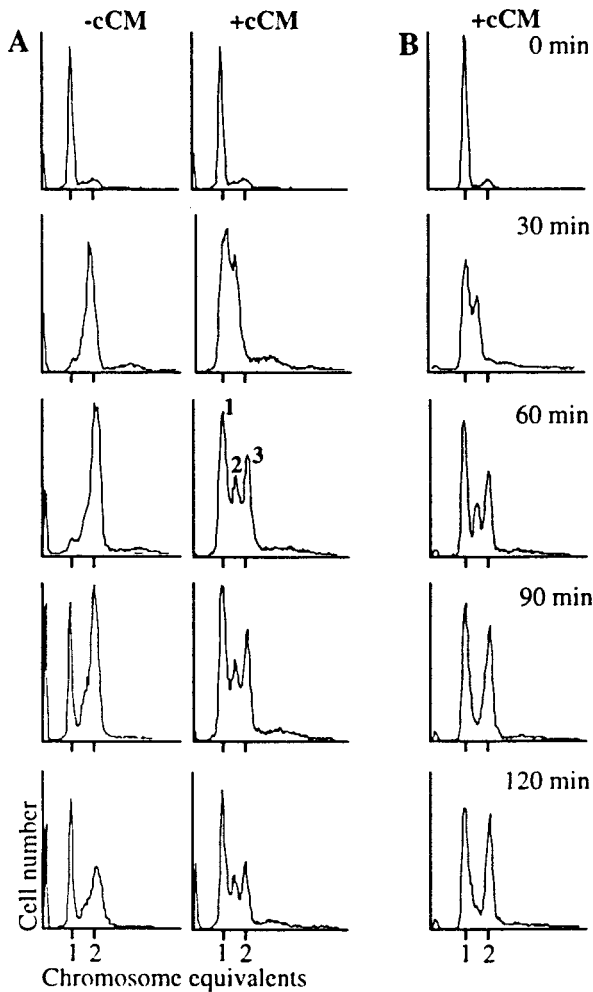 A -cCM +cCM B +cCM
0 min
30 min
60 min
1
2 3
90 min
120 min
Cell number
1 2 1 2 1 2
Chromosome equivalents